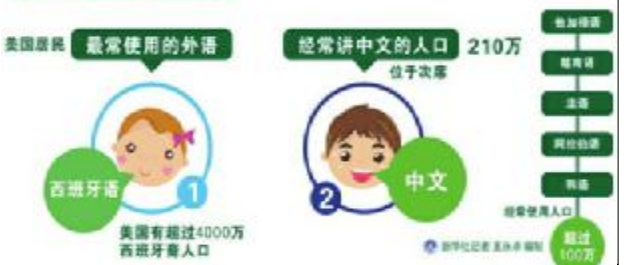 美国居民
最常使用的外语
西班牙语
1
美国有超过4000万
西班牙裔人口
经常讲中文的人口
210万
位于次席
2
中文
他加禄语
越南语
法语
阿拉伯语
韩语
经常使用人口
超过
100万
新华社记者
编制